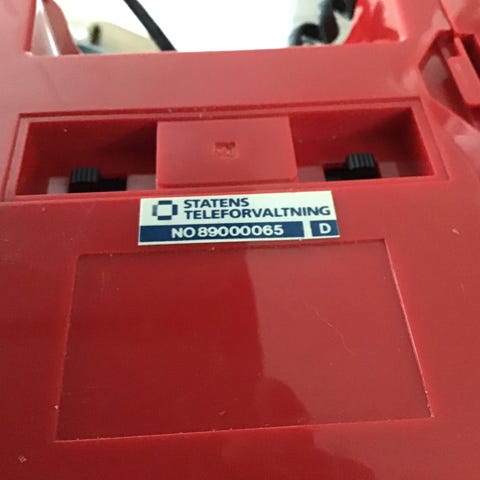 STATENS
TELEFORVALTNING
NO 89000065 D